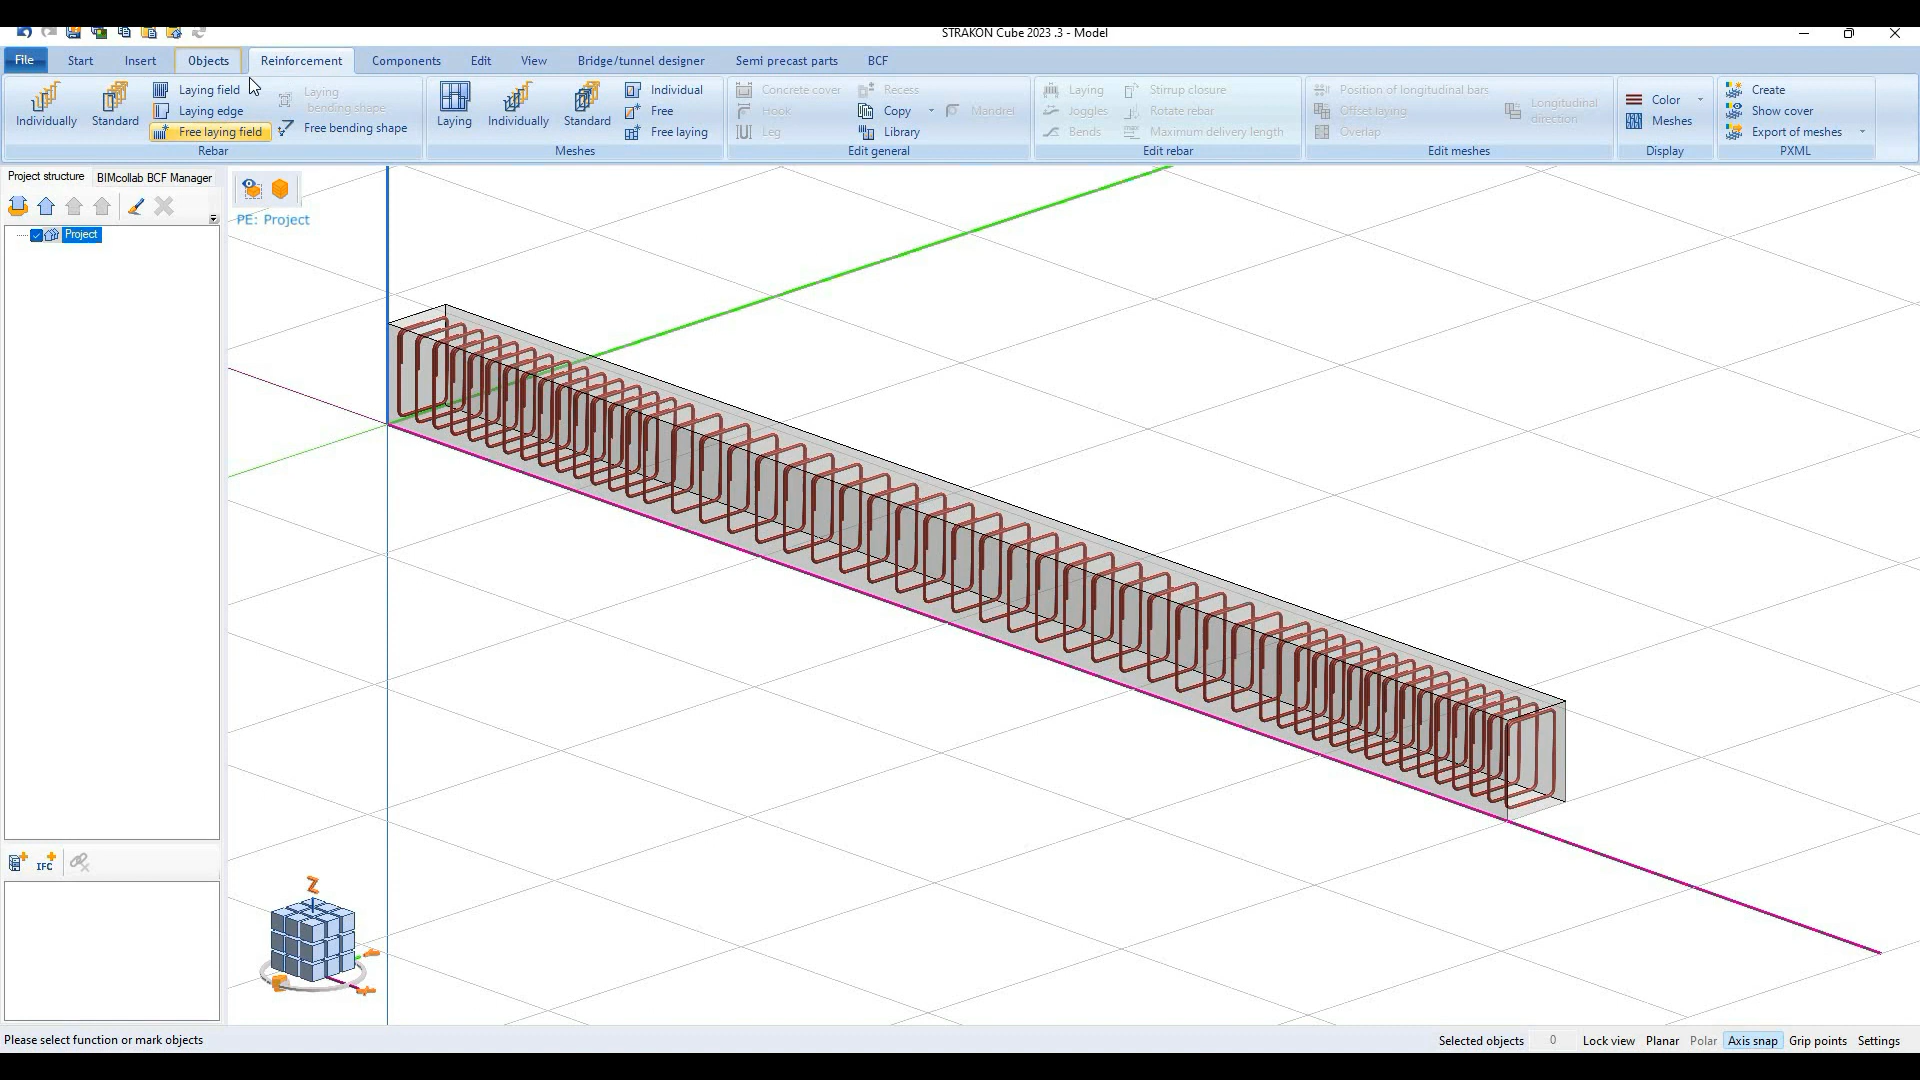 STRAKON Cube 2023 .3 - Model
File Start Insert Objects Reinforcement Components Edit View Bridge/tunnel designer Semi precast parts BCF
Individually Standard
Laying field
Laying edge
Free laying field
Laying
bending shape
Free bending shape
Rebar
Laying Individually Standard
Individual
Free
Free laying
Meshes
Concrete cover
Hook
Leg
Recess
Copy
Library
Mandrel
Edit general
Laying
Joggles
Bends
Stirrup closure
Rotate rebar
Maximum delivery length
Edit rebar
Position of longitudinal bars
Offset laying
Overlap
Longitudinal
direction
Edit meshes
Color
Meshes
Display
Create
Show cover
Export of meshes
PXML
Project structure BIMcollab BCF Manager
Project
PE: Project
IFC
Z
Please select function or mark objects
Selected objects 0 Lock view Planar Polar Axis snap Grip points Settings